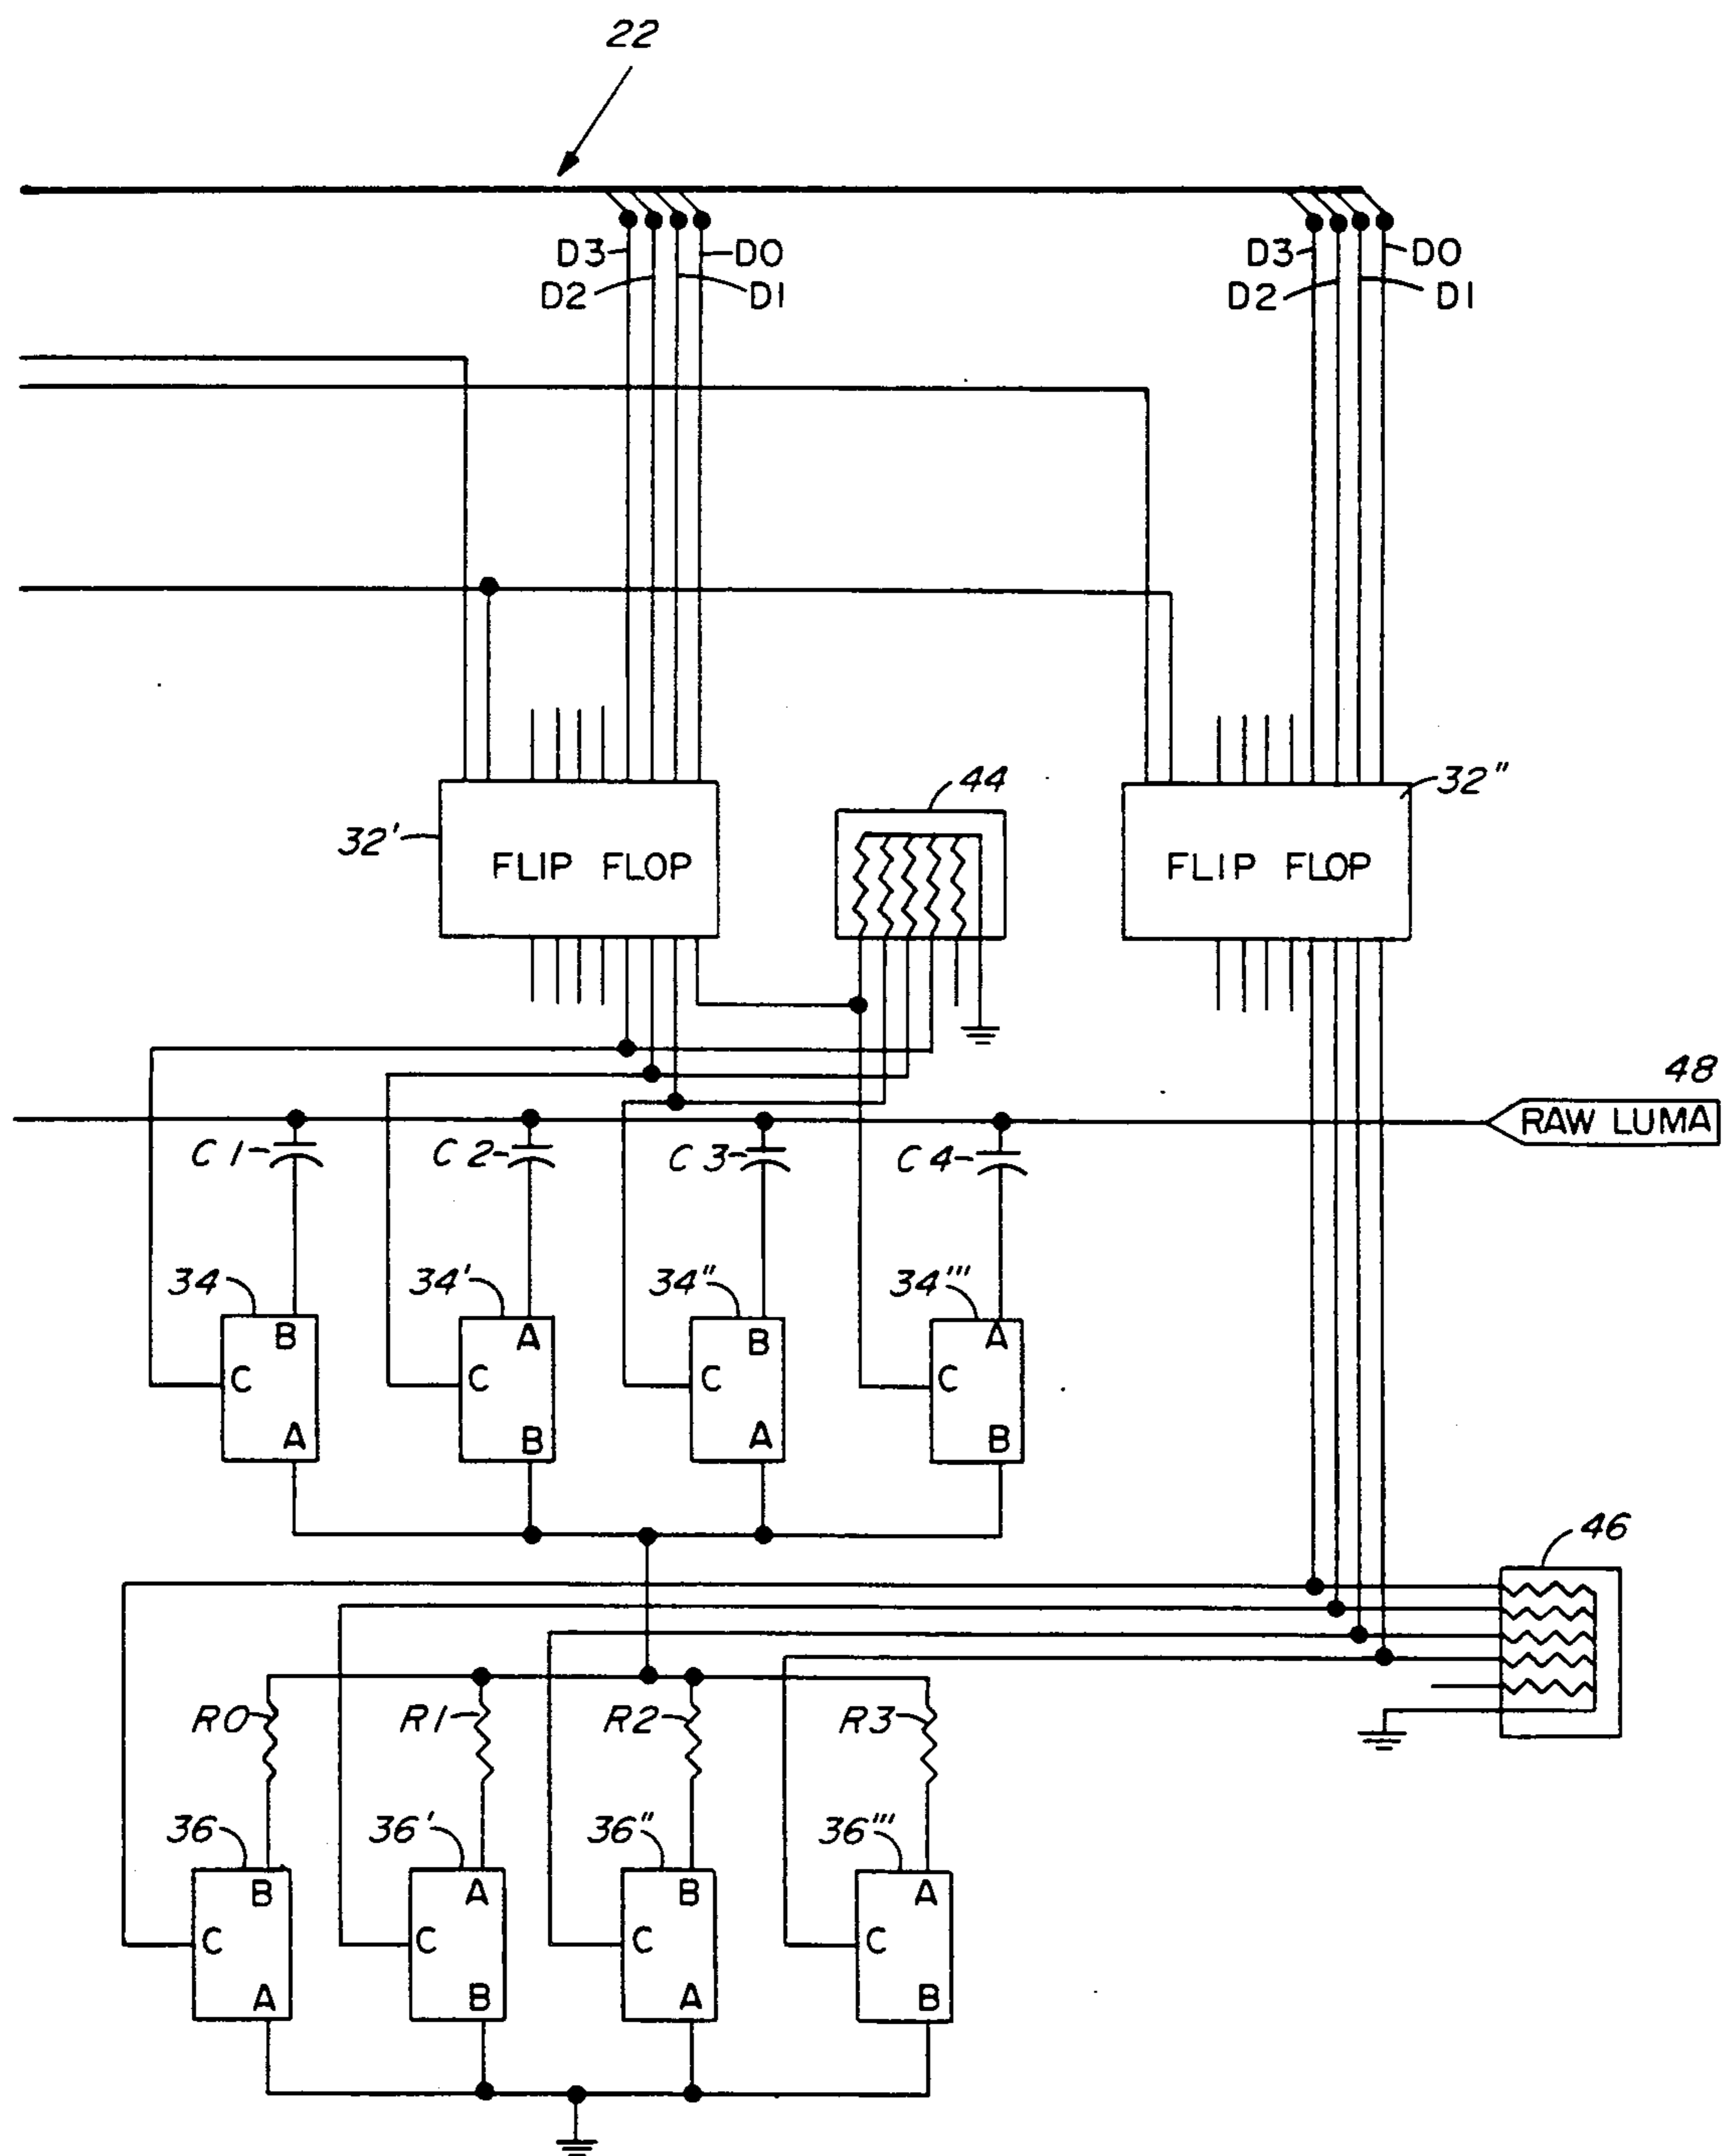 22
D3 D0 D3 D0
D2 D1 D2 D1
44 32"
32' FLIP FLOP FLIP FLOP
48
RAW LUMA
C1 C2 C3 C4
34 34' 34" 34'''
B A B A
C C C C
A B A B
46
R0 R1 R2 R3
36 36' 36" 36'''
B A B A
C C C C
A B A B